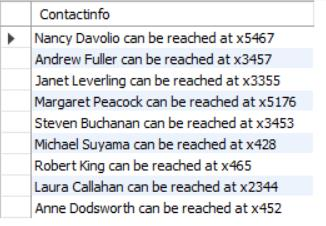 Contactinfo
Nancy Davolio can be reached at x5467
Andrew Fuller can be reached at x3457
Janet Leverling can be reached at x3355
Margaret Peacock can be reached at x5176
Steven Buchanan can be reached at x3453
Michael Suyama can be reached at x428
Robert King can be reached at x465
Laura Callahan can be reached at x2344
Anne Dodsworth can be reached at x452